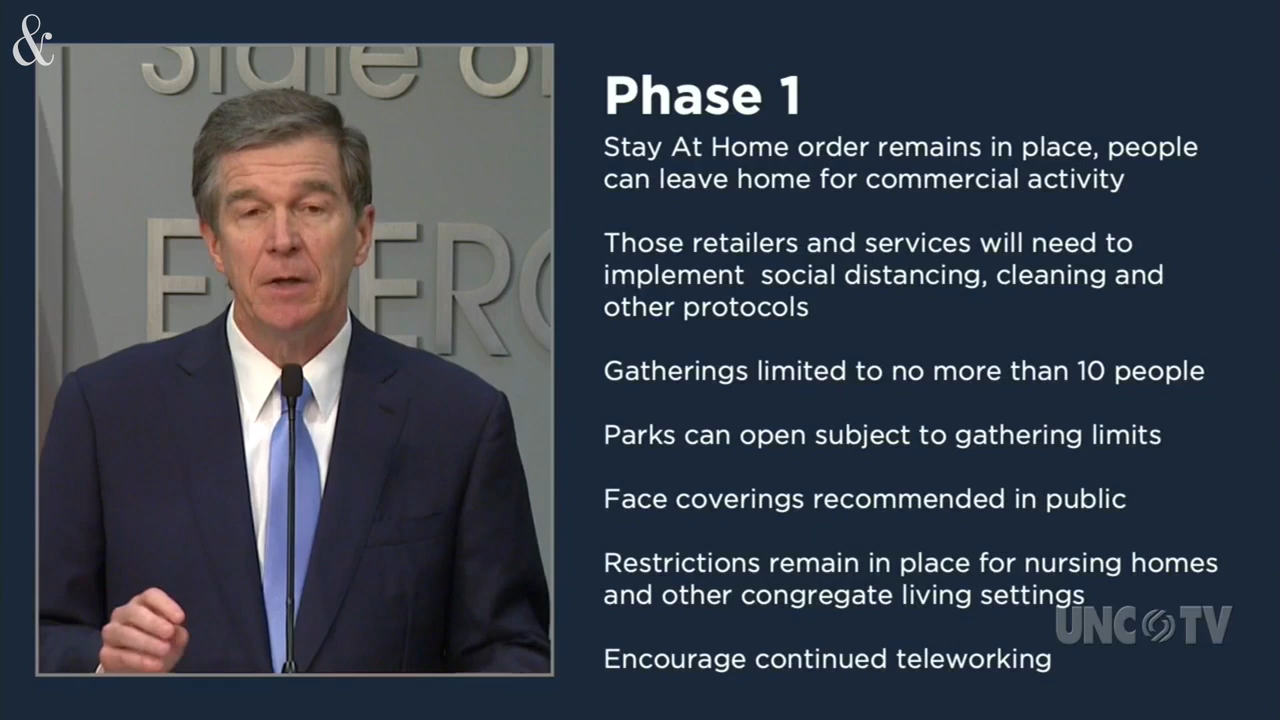 &
State o
EMERG
Phase 1
Stay At Home order remains in place, people
can leave home for commercial activity
Those retailers and services will need to
implement social distancing, cleaning and
other protocols
Gatherings limited to no more than 10 people
Parks can open subject to gathering limits
Face coverings recommended in public
Restrictions remain in place for nursing homes
and other congregate living settings
Encourage continued teleworking
UNC TV